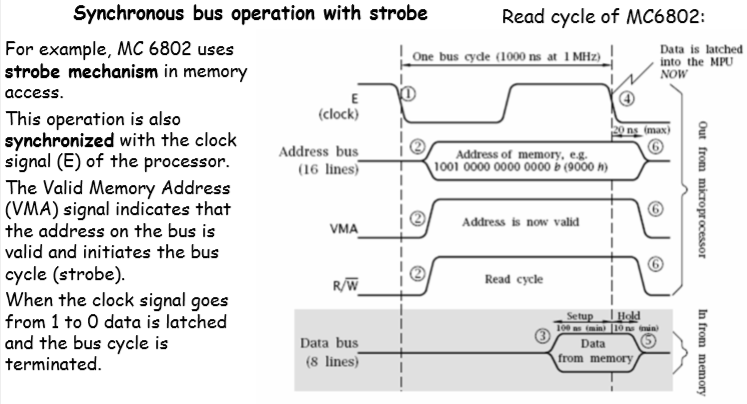 Synchronous bus operation with strobe
Read cycle of MC6802:
For example, MC 6802 uses
strobe mechanism in memory
access.
This operation is also
synchronized with the clock
signal (E) of the processor.
The Valid Memory Address
(VMA) signal indicates that
the address on the bus is
valid and initiates the bus
cycle (strobe).
When the clock signal goes
from 1 to 0 data is latched
and the bus cycle is
terminated.
One bus cycle (1000 ns at 1 MHz)
Data is latched
into the MPU
NOW
E
(clock)
①
④
20 ns (max)
Address bus
(16 lines)
②
Address of memory, e.g.
1001 0000 0000 0000 b (9000 h)
⑥
VMA
②
Address is now valid
⑥
R/W̅
②
Read cycle
⑥
Out from microprocessor
Data bus
(8 lines)
Setup
Hold
100 ns (min)
10 ns (min)
③
Data
from memory
⑤
In from memory